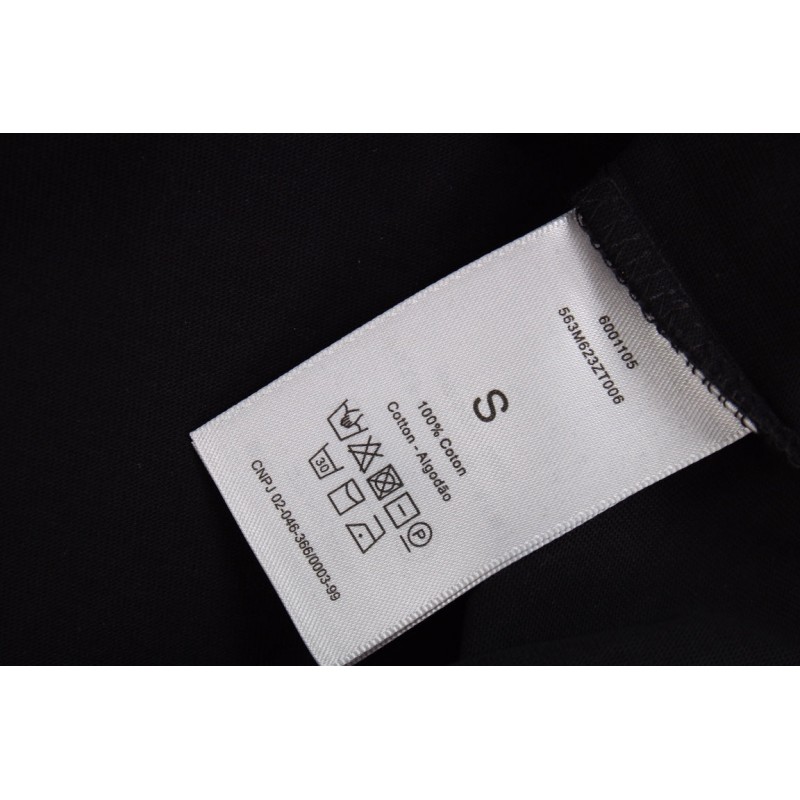 6001105
563M623ZT006
S
100% Coton
Cotton - Algodão
30
P
CNPJ 02-046-366/0003-99